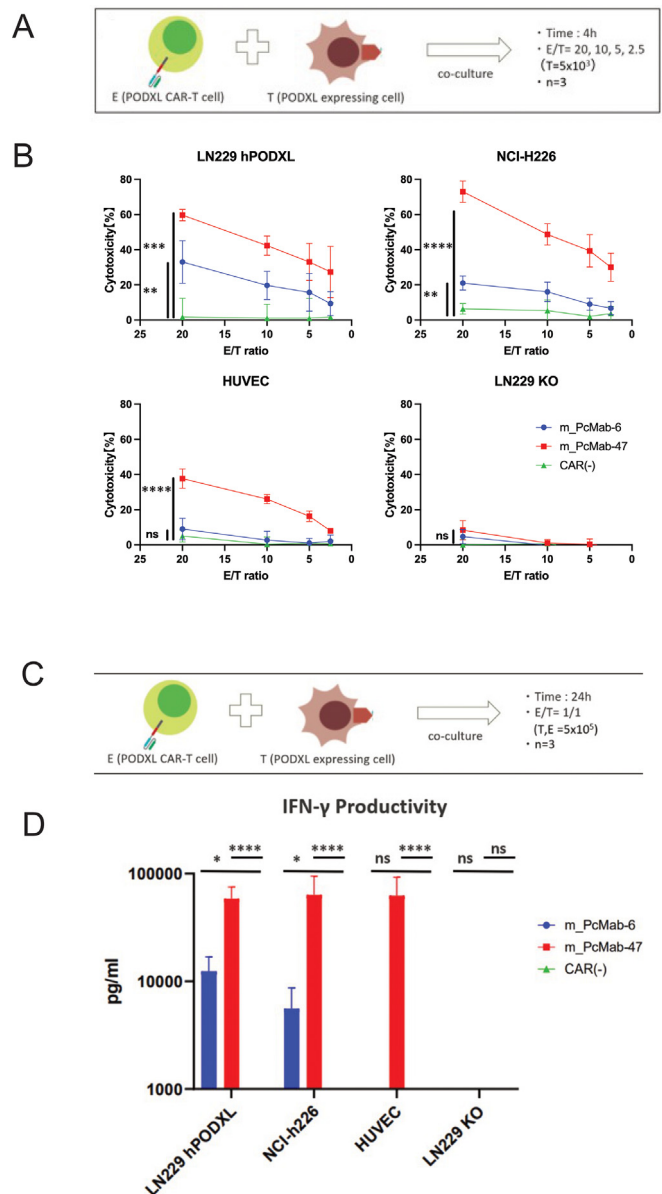 A
E (PODXL CAR-T cell)
T (PODXL expressing cell)
co-culture
・Time : 4h
・E/T= 20, 10, 5, 2.5
(T=5x10³)
・n=3
B
LN229 hPODXL
Cytotoxicity[%]
80
60
40
20
0
25
20
15
10
5
0
E/T ratio
***
**
NCI-H226
Cytotoxicity[%]
80
60
40
20
0
25
20
15
10
5
0
E/T ratio
****
**
HUVEC
Cytotoxicity[%]
80
60
40
20
0
25
20
15
10
5
0
E/T ratio
****
ns
LN229 KO
Cytotoxicity[%]
80
60
40
20
0
25
20
15
10
5
0
E/T ratio
ns
m_PcMab-6
m_PcMab-47
CAR(-)
C
E (PODXL CAR-T cell)
T (PODXL expressing cell)
co-culture
・Time : 24h
・E/T= 1/1
(T,E =5x10⁵)
・n=3
D
IFN-γ Productivity
* ****
* ****
ns ****
ns ns
pg/ml
100000
10000
1000
LN229 hPODXL
NCI-h226
HUVEC
LN229 KO
m_PcMab-6
m_PcMab-47
CAR(-)